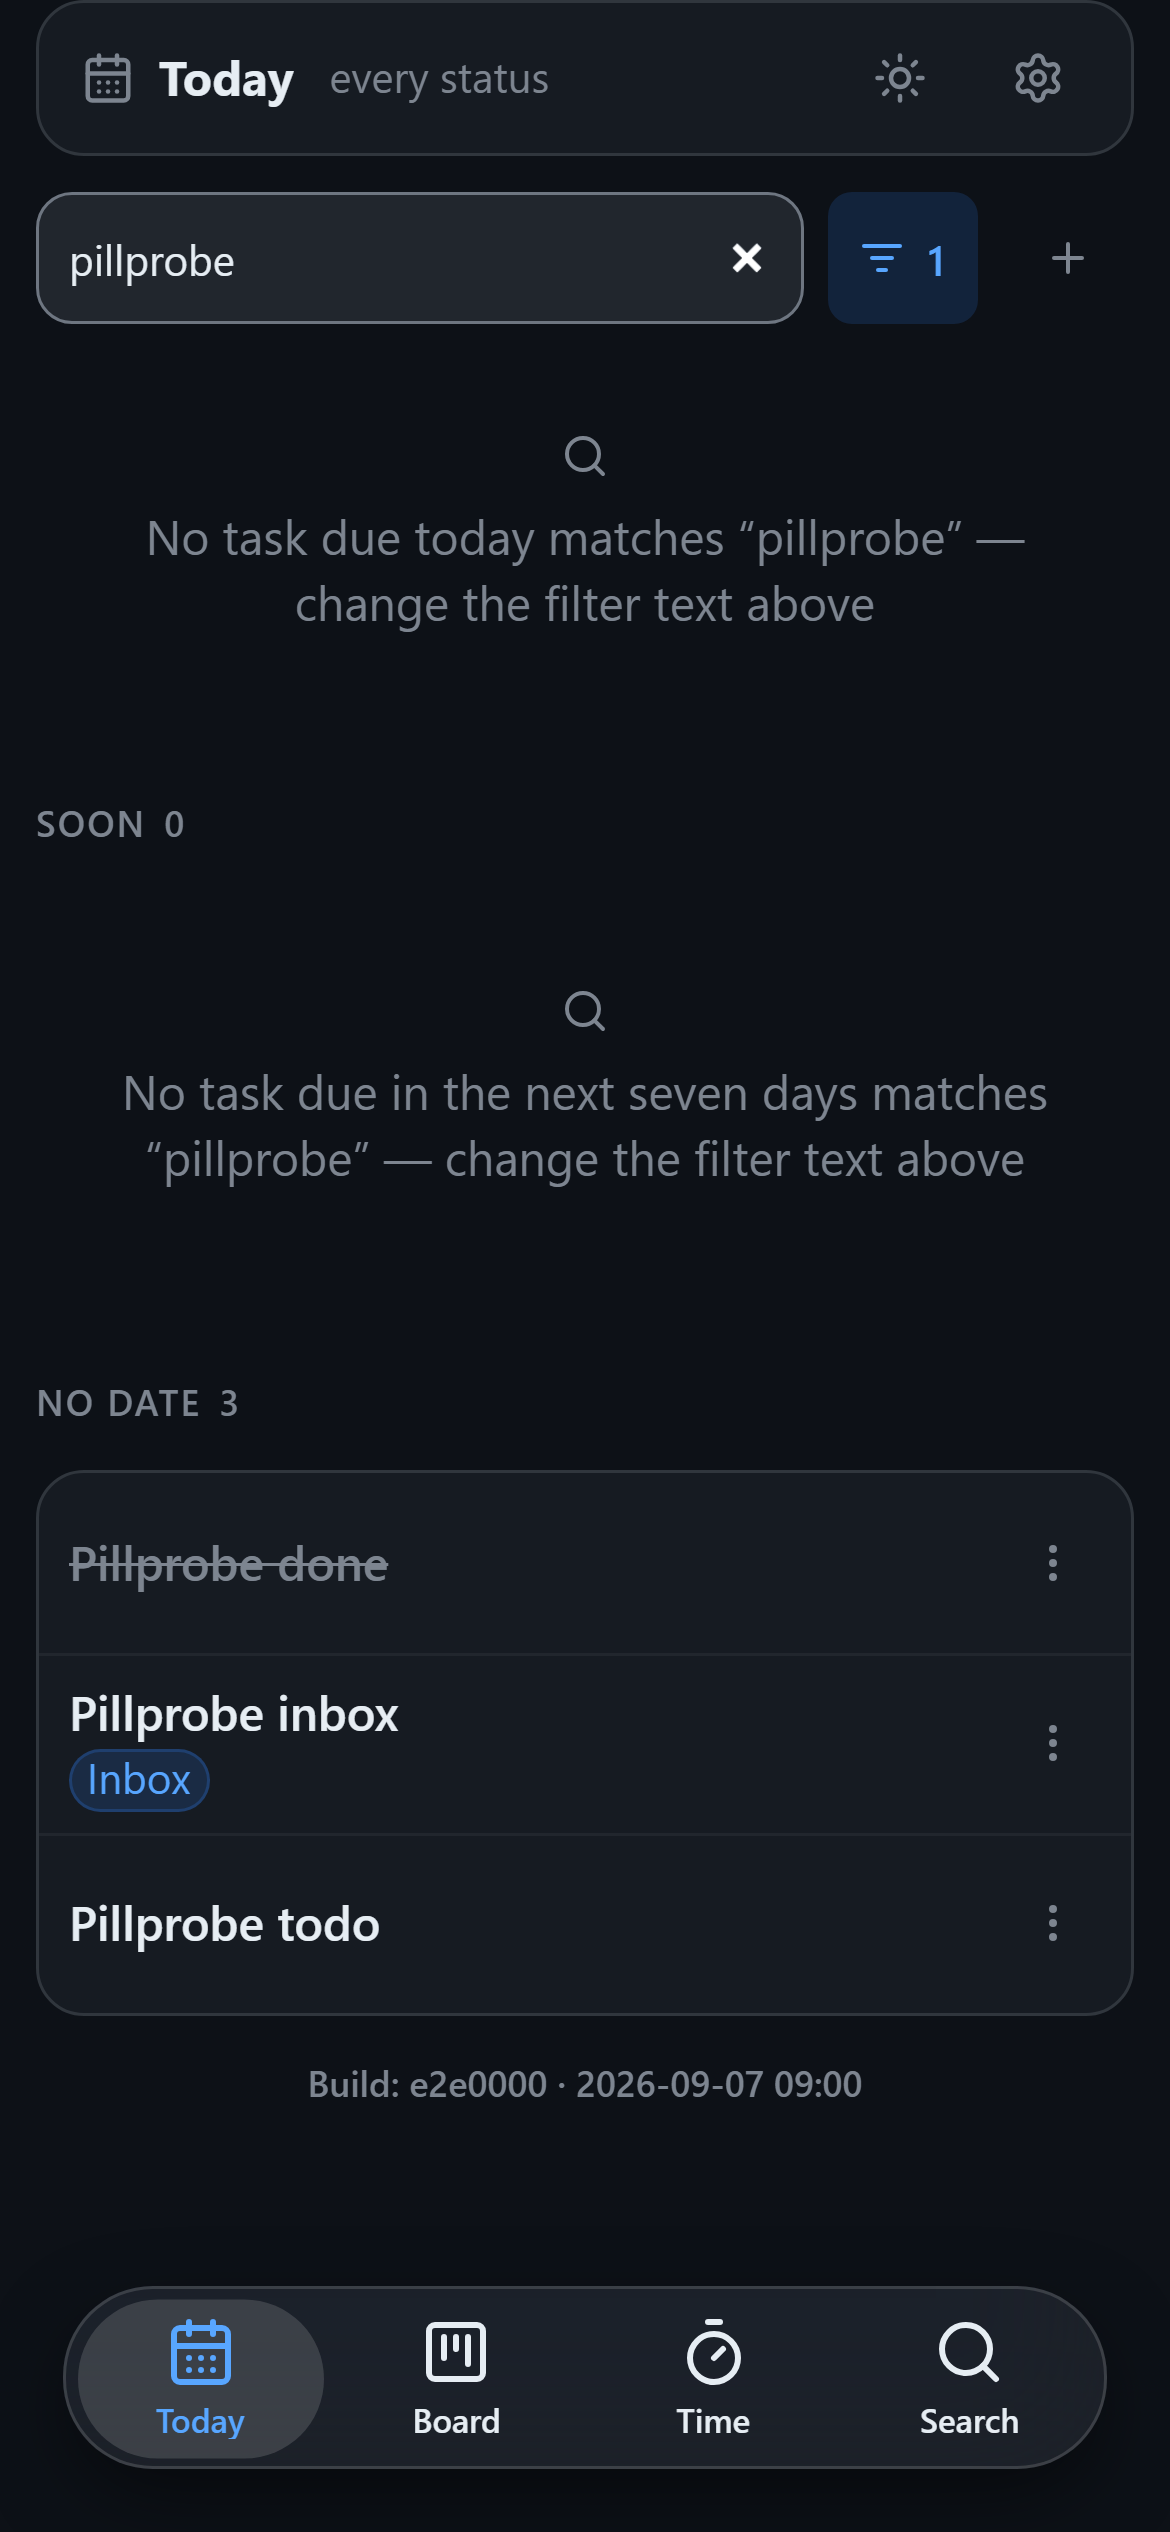 Today every status
pillprobe
1
No task due today matches “pillprobe” —
change the filter text above
SOON 0
No task due in the next seven days matches
“pillprobe” — change the filter text above
NO DATE 3
Pillprobe done
Pillprobe inbox
Inbox
Pillprobe todo
Build: e2e0000 · 2026-09-07 09:00
Today
Board
Time
Search